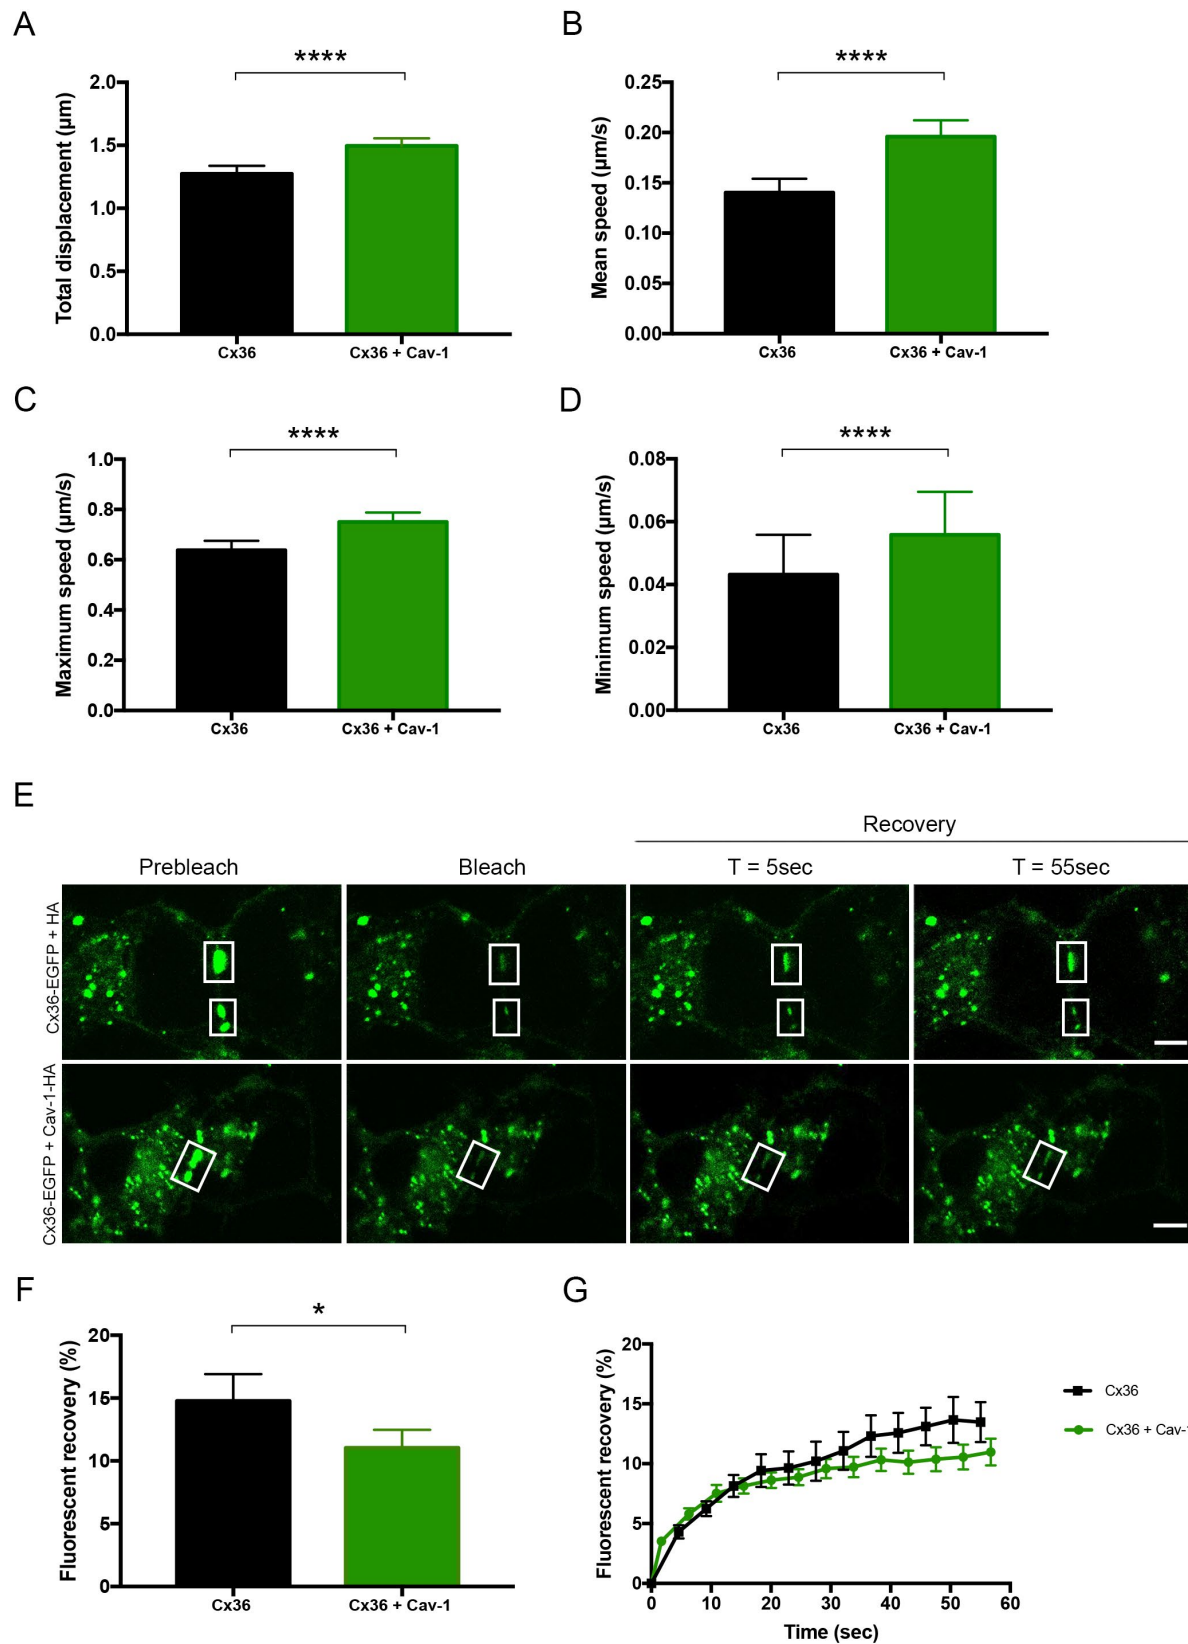 A
B
****
****
Total displacement (µm)
2.0
1.5
1.0
0.5
0.0
Cx36
Cx36 + Cav-1
Mean speed (µm/s)
0.25
0.20
0.15
0.10
0.05
0.00
Cx36
Cx36 + Cav-1
C
D
****
****
Maximum speed (µm/s)
1.0
0.8
0.6
0.4
0.2
0.0
Cx36
Cx36 + Cav-1
Minimum speed (µm/s)
0.08
0.06
0.04
0.02
0.00
Cx36
Cx36 + Cav-1
E
Recovery
Prebleach
Bleach
T = 5sec
T = 55sec
Cx36-EGFP + HA
Cx36-EGFP + Cav-1-HA
F
G
*
Fluorescent recovery (%)
20
15
10
5
0
Cx36
Cx36 + Cav-1
Fluorescent recovery (%)
20
15
10
5
0
0 10 20 30 40 50 60
Time (sec)
Cx36
Cx36 + Cav-1